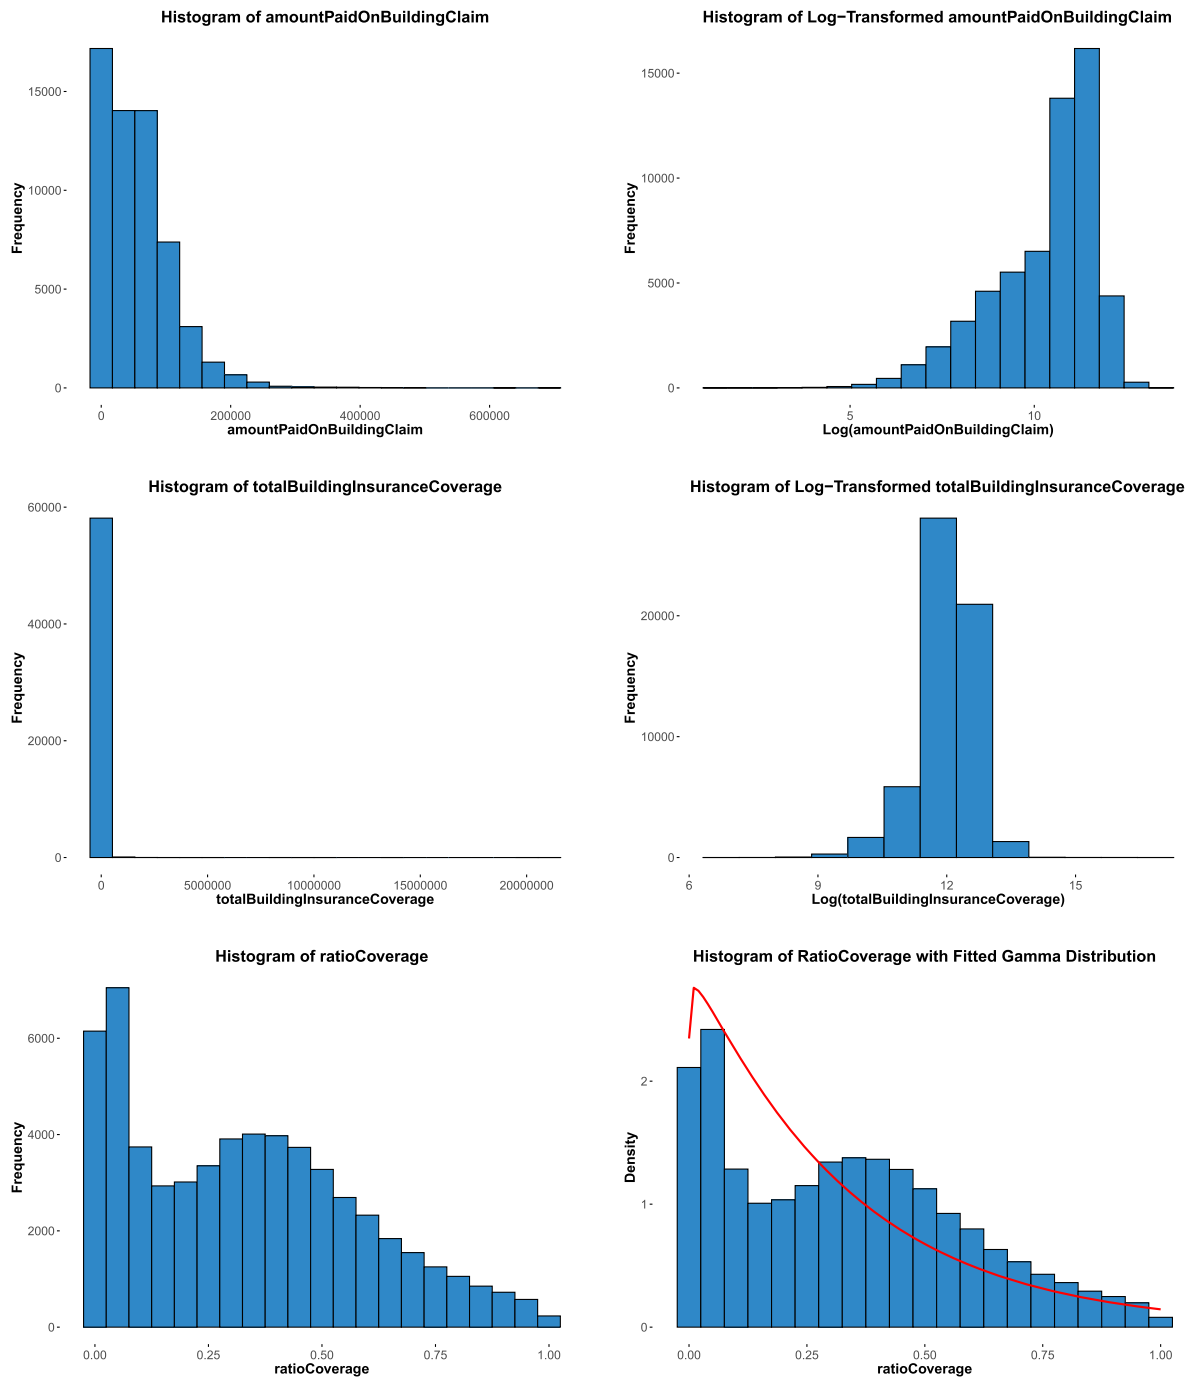 Histogram of amountPaidOnBuildingClaim
Frequency
15000
10000
5000
0
0 200000 400000 600000
amountPaidOnBuildingClaim
Histogram of Log−Transformed amountPaidOnBuildingClaim
Frequency
15000
10000
5000
0
5 10
Log(amountPaidOnBuildingClaim)
Histogram of totalBuildingInsuranceCoverage
Frequency
60000
40000
20000
0
0 5000000 10000000 15000000 20000000
totalBuildingInsuranceCoverage
Histogram of Log−Transformed totalBuildingInsuranceCoverage
Frequency
20000
10000
0
6 9 12 15
Log(totalBuildingInsuranceCoverage)
Histogram of ratioCoverage
Frequency
6000
4000
2000
0
0.00 0.25 0.50 0.75 1.00
ratioCoverage
Histogram of RatioCoverage with Fitted Gamma Distribution
Density
2
1
0
0.00 0.25 0.50 0.75 1.00
ratioCoverage